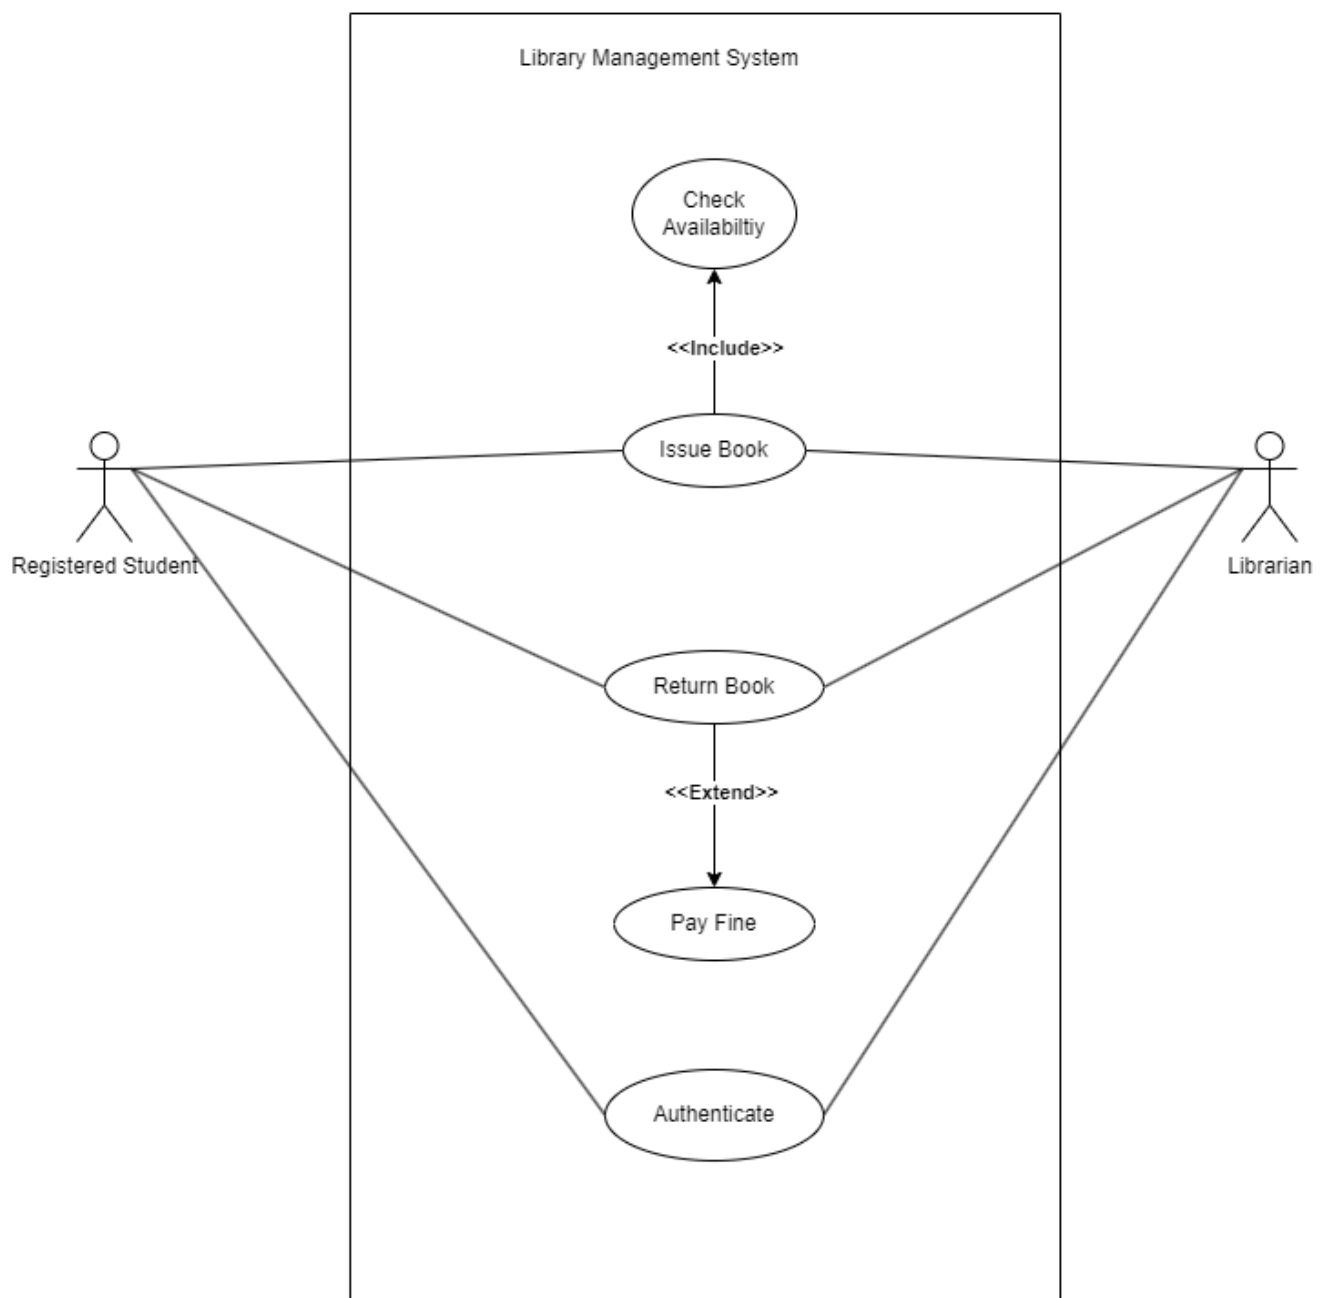 Library Management System
Check
Availabiltiy
<<Include>>
Issue Book
Registered Student
Librarian
Return Book
<<Extend>>
Pay Fine
Authenticate